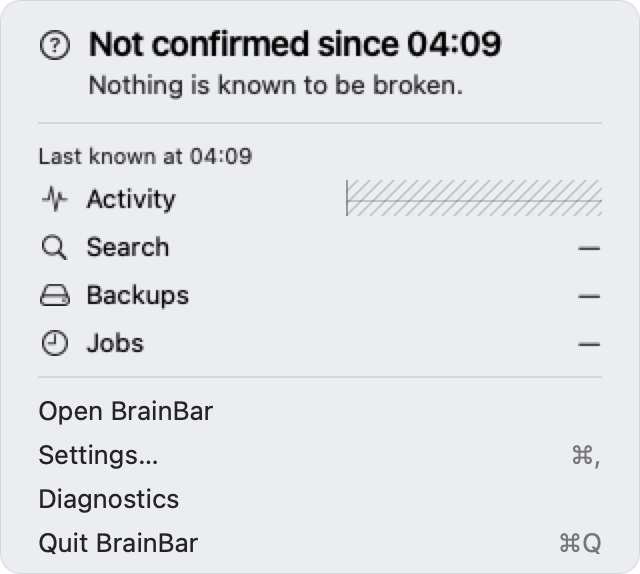 Not confirmed since 04:09
Nothing is known to be broken.
Last known at 04:09
Activity
Search —
Backups —
Jobs —
Open BrainBar
Settings... ⌘,
Diagnostics
Quit BrainBar ⌘Q